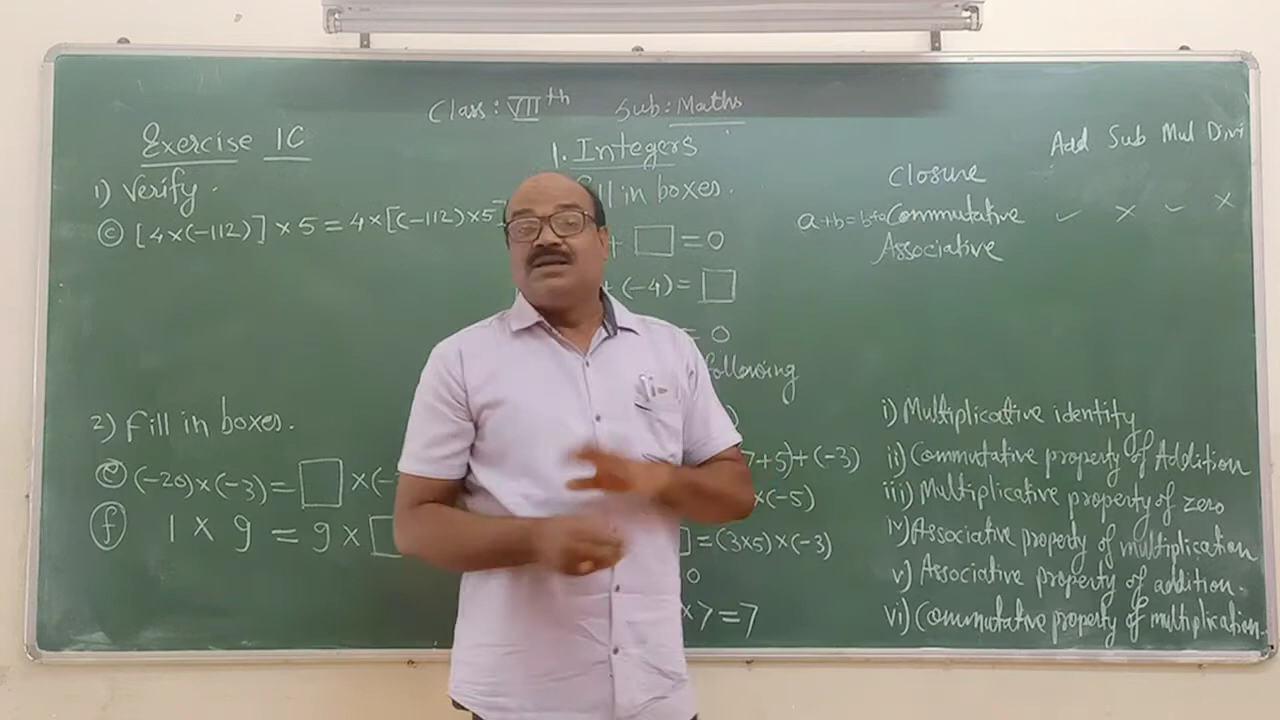 Class: VIIth Sub: Maths
Exercise 1C
1) Verify.
© [4×(-112)] × 5 = 4×[(-112)×5]
2) Fill in boxes.
ⓔ (-20)×(-3) = □ ×(-
ⓕ 1 × 9 = 9 × □
1. Integers
Fill in boxes.
+ □ = 0
+ (-4) = □
= 0
following
)
7+5)+(-3)
×(-5)
] = (3×5)×(-3)
0
×7 = 7
Add Sub Mul Divi
Closure
a+b=b+a Commutative ✓ × ✓ ×
Associative
i) Multiplicative identity
ii) Commutative property of Addition
iii) Multiplicative property of zero
iv) Associative property of multiplication
v) Associative property of addition.
vi) Commutative property of multiplication.